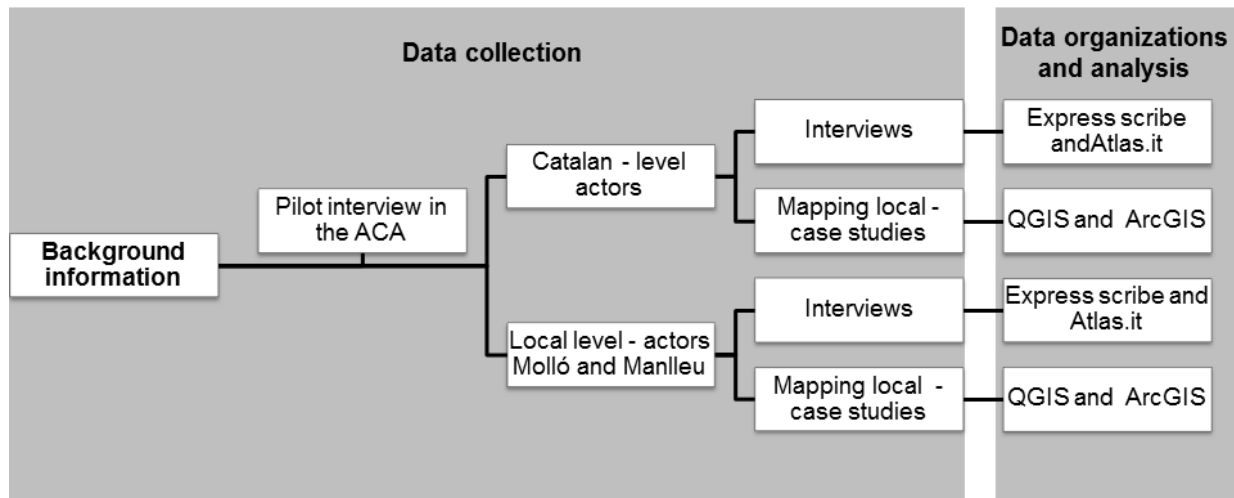 Data collection
Data organizations
and analysis
Background
information
Pilot interview in
the ACA
Catalan - level
actors
Interviews
Express scribe
andAtlas.it
Mapping local -
case studies
QGIS and ArcGIS
Local level - actors
Molló and Manlleu
Interviews
Express scribe and
Atlas.it
Mapping local -
case studies
QGIS and ArcGIS